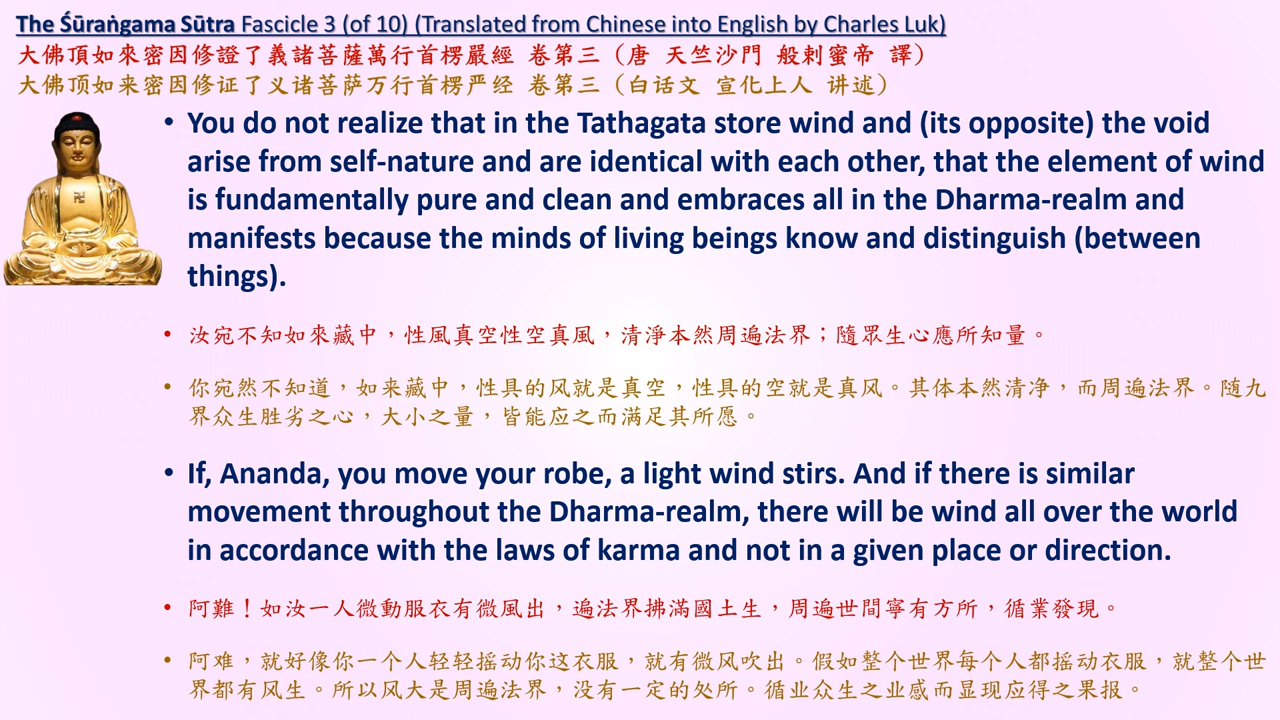 The Śūraṅgama Sūtra Fascicle 3 (of 10) (Translated from Chinese into English by Charles Luk)
大佛頂如來密因修證了義諸菩薩萬行首楞嚴經 卷第三（唐 天竺沙門 般剌蜜帝 譯）
大佛顶如来密因修证了义诸菩萨万行首楞严经 卷第三（白话文 宣化上人 讲述）
• You do not realize that in the Tathagata store wind and (its opposite) the void
arise from self-nature and are identical with each other, that the element of wind
is fundamentally pure and clean and embraces all in the Dharma-realm and
manifests because the minds of living beings know and distinguish (between
things).
• 汝宛不知如來藏中，性風真空性空真風，清淨本然周遍法界；隨眾生心應所知量。
• 你宛然不知道，如来藏中，性具的风就是真空，性具的空就是真风。其体本然清净，而周遍法界。随九
界众生胜劣之心，大小之量，皆能应之而满足其所愿。
• If, Ananda, you move your robe, a light wind stirs. And if there is similar
movement throughout the Dharma-realm, there will be wind all over the world
in accordance with the laws of karma and not in a given place or direction.
• 阿難！如汝一人微動服衣有微風出，遍法界拂滿國土生，周遍世間寧有方所，循業發現。
• 阿难，就好像你一个人轻轻摇动你这衣服，就有微风吹出。假如整个世界每个人都摇动衣服，就整个世
界都有风生。所以风大是周遍法界，没有一定的处所。循业众生之业感而显现应得之果报。